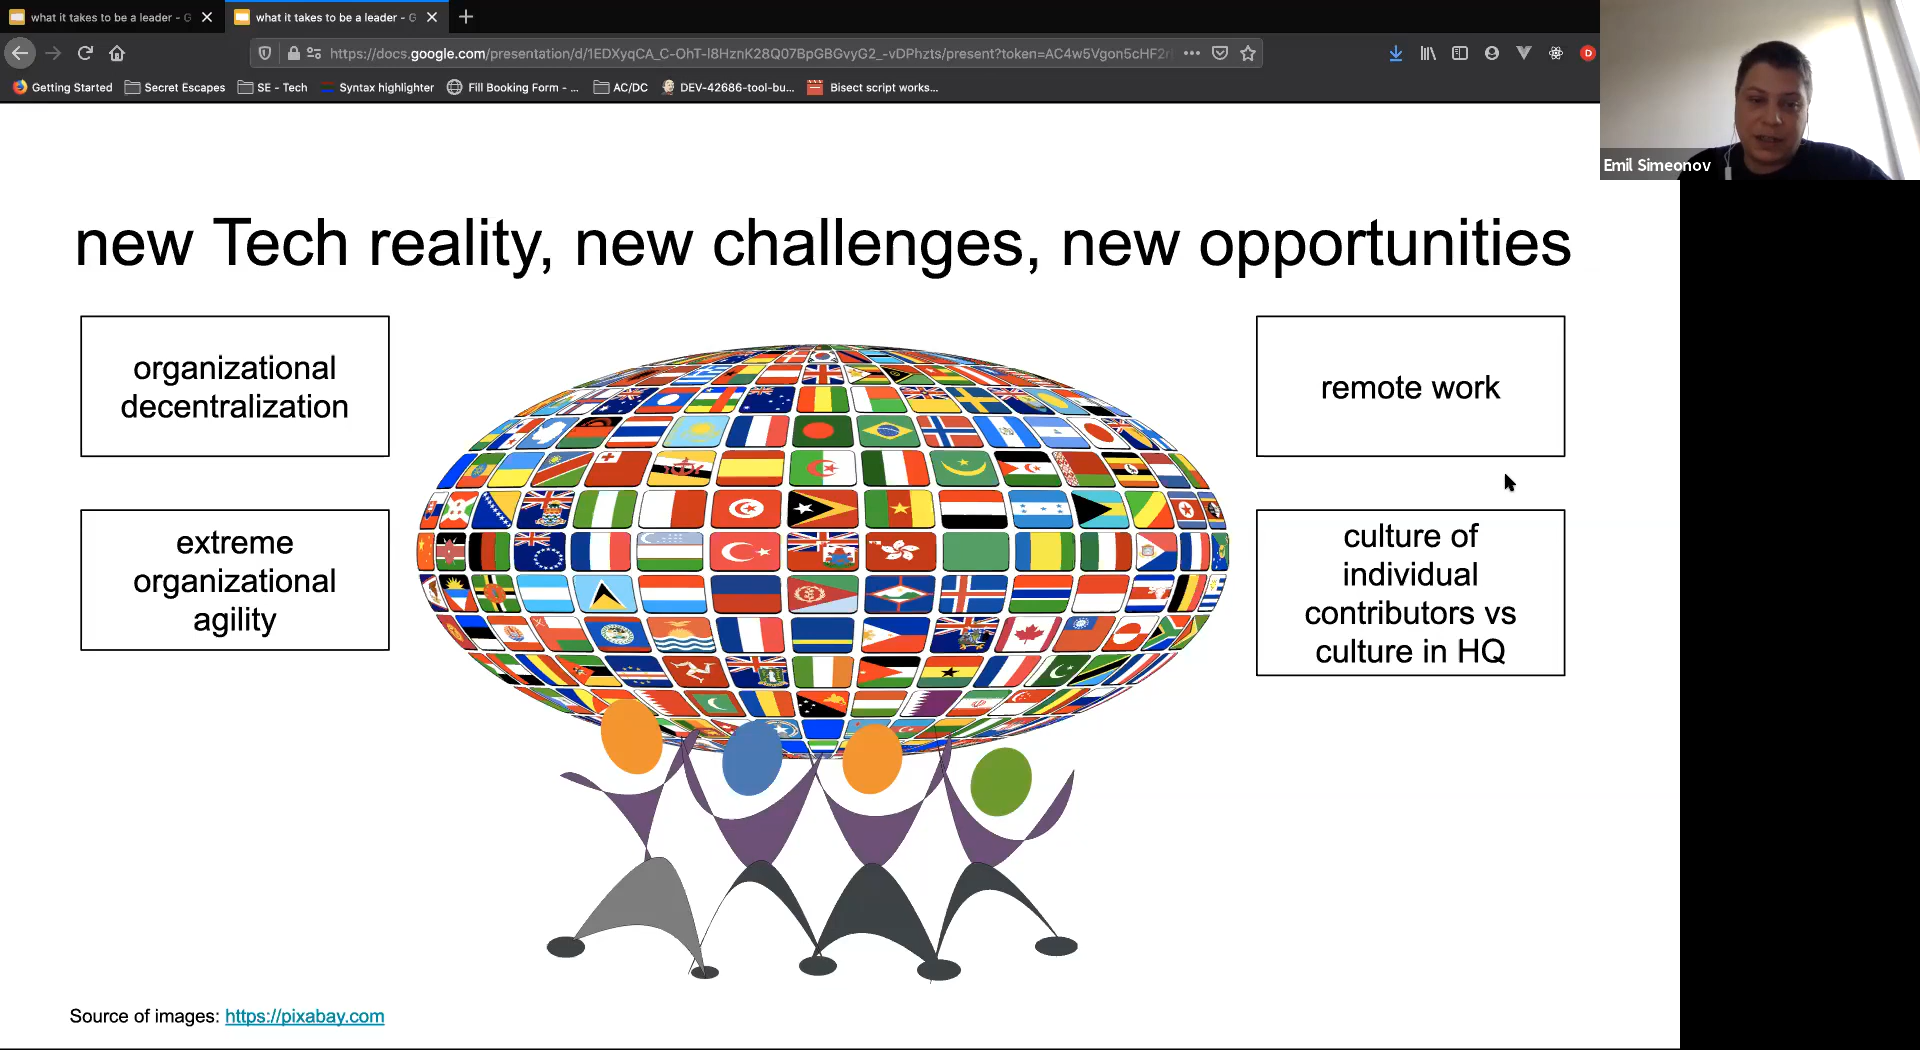 what it takes to be a leader - G
what it takes to be a leader - G
https://docs.google.com/presentation/d/1EDXyqCA_C-OhT-I8HznK28Q07BpGBGvyG2_-vDPhzts/present?token=AC4w5Vgon5cHF2r
Getting Started
Secret Escapes
SE - Tech
Syntax highlighter
Fill Booking Form - ...
AC/DC
DEV-42686-tool-bu...
Bisect script works...
D
Emil Simeonov
new Tech reality, new challenges, new opportunities
organizational
decentralization
extreme
organizational
agility
remote work
culture of
individual
contributors vs
culture in HQ
Source of images: https://pixabay.com